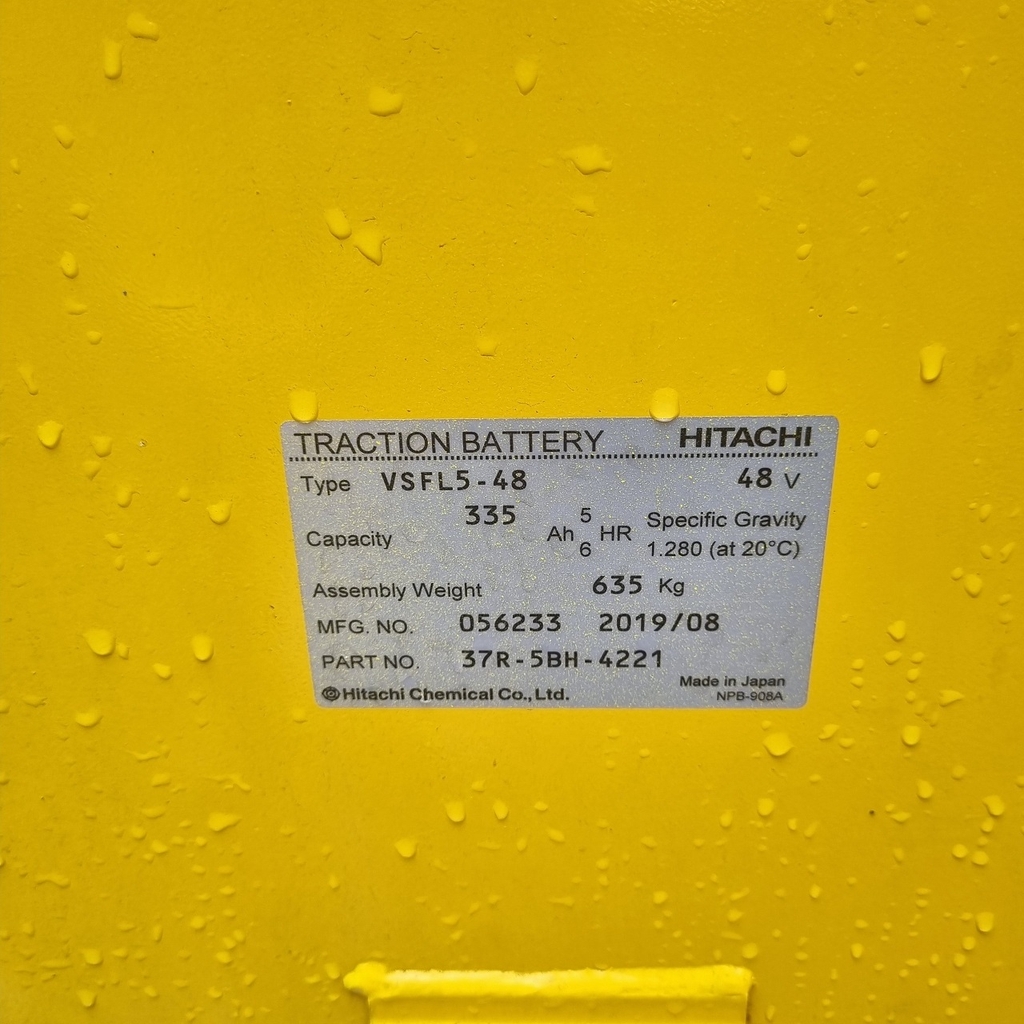 TRACTION BATTERY HITACHI
Type VSFL5-48 48 V
Capacity 335 Ah 5 HR Specific Gravity
6 1.280 (at 20°C)
Assembly Weight 635 Kg
MFG. NO. 056233 2019/08
PART NO. 37R-5BH-4221
Made in Japan
©Hitachi Chemical Co., Ltd. NPB-908A